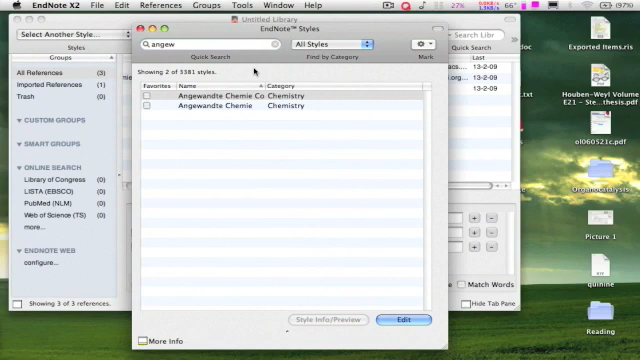 EndNote X2 File Edit References Groups Tools Window 27% (97%)
Untitled Library
Select Another Style...
Quick Search
Search Libr
Styles
Groups
All References (3)
Imported References (2)
Trash (0)
CUSTOM GROUPS
SMART GROUPS
ONLINE SEARCH
Library of Congress (0)
LISTA (EBSCO) (0)
PubMed (NLM) (0)
Web of Science (TS) (0)
more...
ENDNOTE WEB
configure...
Showing 3 of 3 references.
EndNote™ Styles
angew
All Styles
Quick Search Find by Category Mark
Showing 2 of 3381 styles.
Favorites Name Category
Angewandte Chemie Co Chemistry
Angewandte Chemie Chemistry
Style Info/Preview Edit
More Info
13-2-09
13-2-09
13-2-09
Match Words
Hide Tab Pane
Exported Items.ris
Houben-Weyl Volume
E21 – Ste...thesis.pdf
ol060521c.pdf
Organocatalysis
Picture 1
quinine
Reading